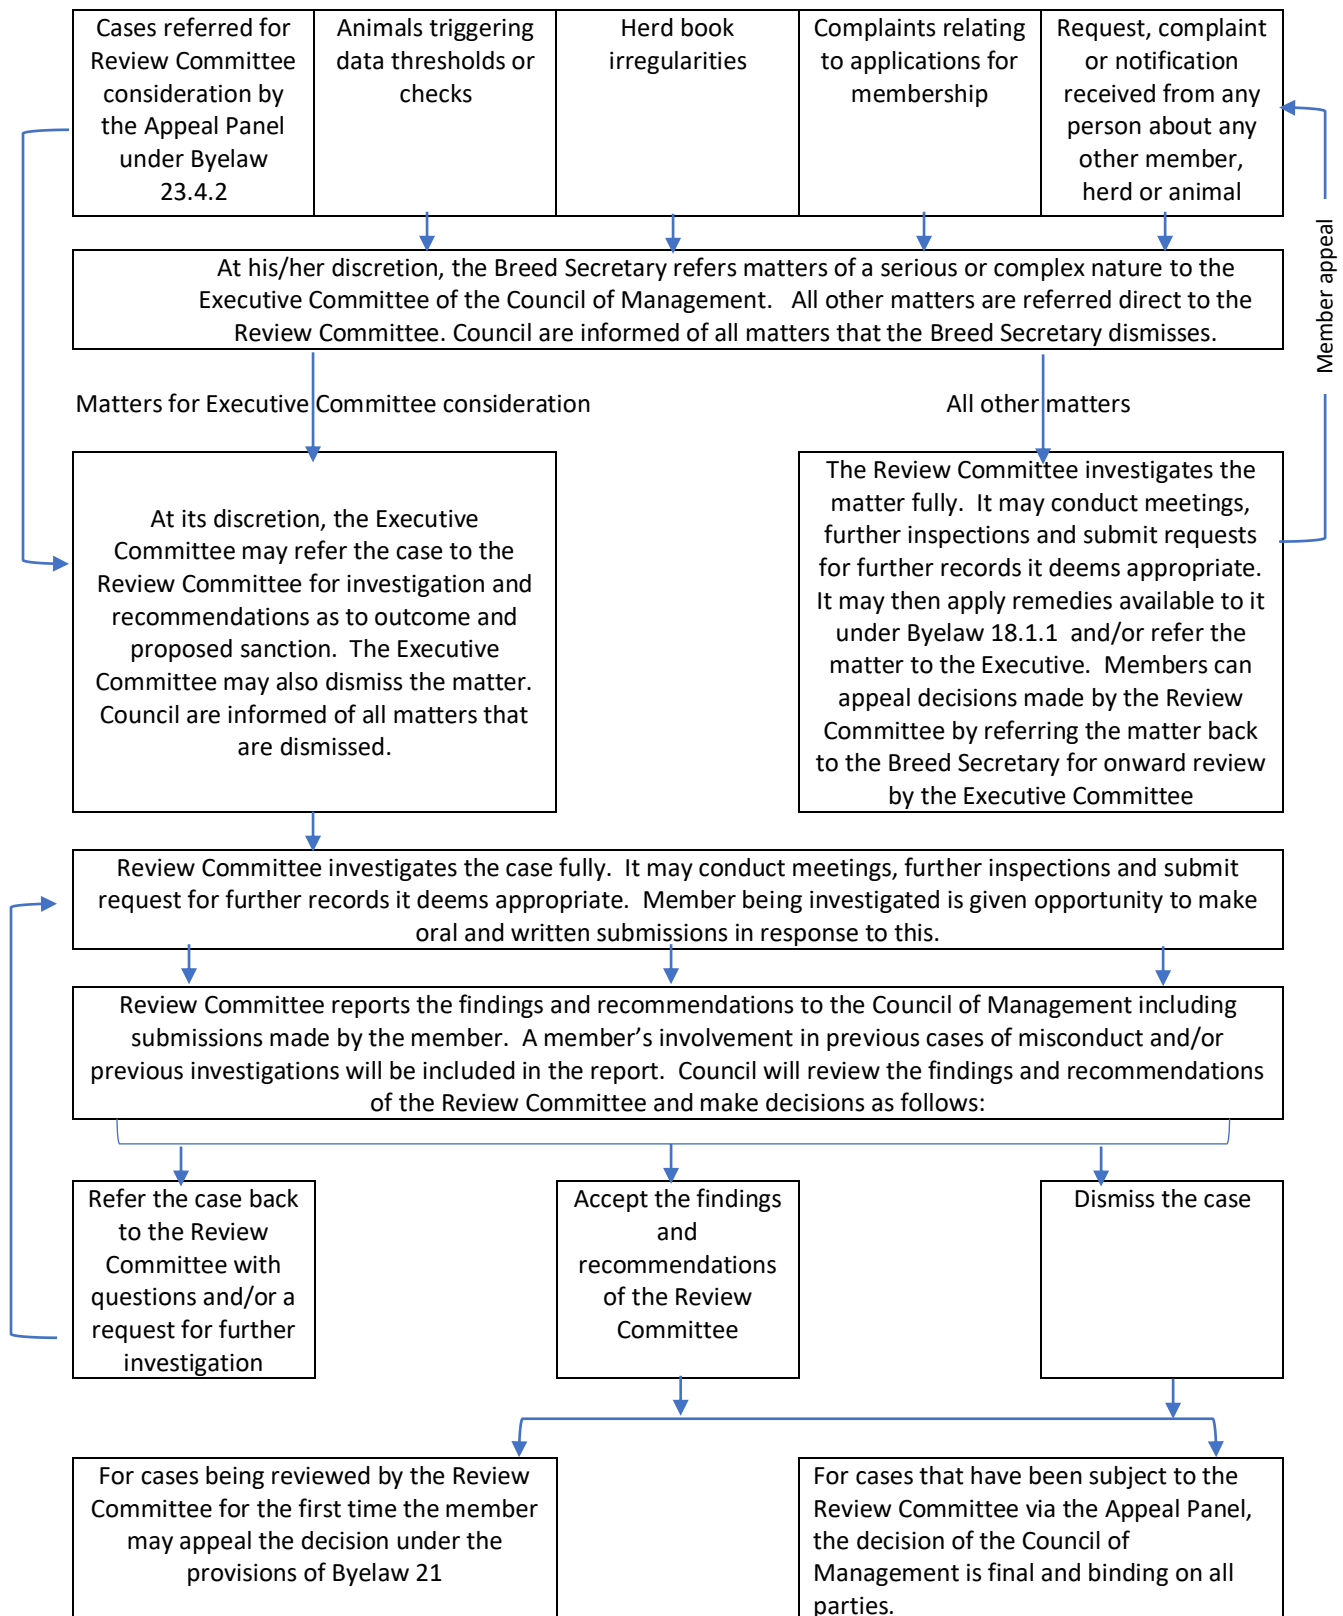 Cases referred for
Review Committee
consideration by
the Appeal Panel
under Byelaw
23.4.2
Animals triggering
data thresholds or
checks
Herd book
irregularities
Complaints relating
to applications for
membership
Request, complaint
or notification
received from any
person about any
other member,
herd or animal
Member appeal
At his/her discretion, the Breed Secretary refers matters of a serious or complex nature to the
Executive Committee of the Council of Management.   All other matters are referred direct to the
Review Committee. Council are informed of all matters that the Breed Secretary dismisses.
Matters for Executive Committee consideration
All other matters
At its discretion, the Executive
Committee may refer the case to the
Review Committee for investigation and
recommendations as to outcome and
proposed sanction.  The Executive
Committee may also dismiss the matter.
Council are informed of all matters that
are dismissed.
The Review Committee investigates the
matter fully.  It may conduct meetings,
further inspections and submit requests
for further records it deems appropriate.
It may then apply remedies available to it
under Byelaw 18.1.1  and/or refer the
matter to the Executive.  Members can
appeal decisions made by the Review
Committee by referring the matter back
to the Breed Secretary for onward review
by the Executive Committee
Review Committee investigates the case fully.  It may conduct meetings, further inspections and submit
request for further records it deems appropriate.  Member being investigated is given opportunity to make
oral and written submissions in response to this.
Review Committee reports the findings and recommendations to the Council of Management including
submissions made by the member.  A member’s involvement in previous cases of misconduct and/or
previous investigations will be included in the report.  Council will review the findings and recommendations
of the Review Committee and make decisions as follows:
Refer the case back
to the Review
Committee with
questions and/or a
request for further
investigation
Accept the findings
and
recommendations
of the Review
Committee
Dismiss the case
For cases being reviewed by the Review
Committee for the first time the member
may appeal the decision under the
provisions of Byelaw 21
For cases that have been subject to the
Review Committee via the Appeal Panel,
the decision of the Council of
Management is final and binding on all
parties.